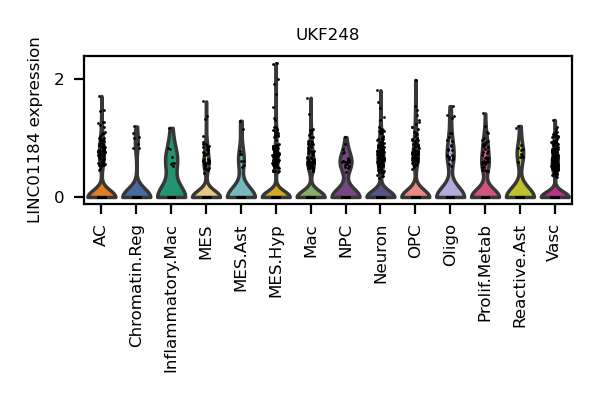 UKF248
LINC01184 expression
2
0
AC
Chromatin.Reg
Inflammatory.Mac
MES
MES.Ast
MES.Hyp
Mac
NPC
Neuron
OPC
Oligo
Prolif.Metab
Reactive.Ast
Vasc